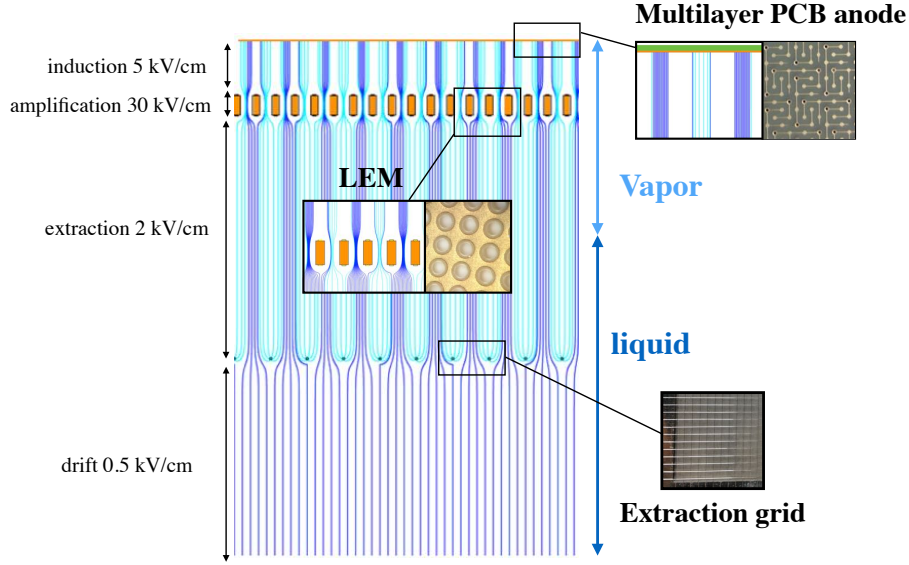 Multilayer PCB anode
induction 5 kV/cm
amplification 30 kV/cm
LEM
Vapor
extraction 2 kV/cm
liquid
drift 0.5 kV/cm
Extraction grid